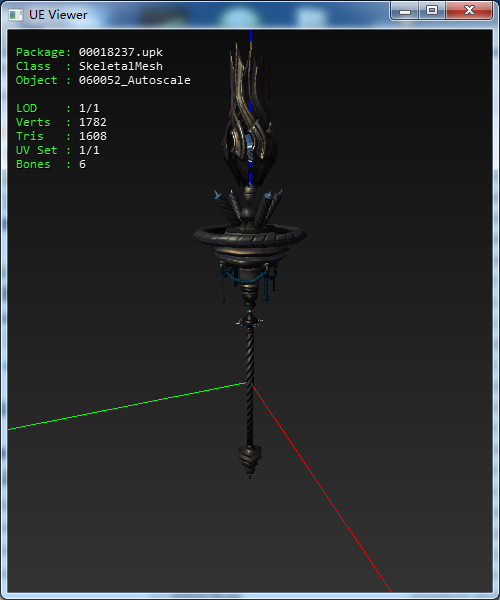 UE Viewer
Package: 00018237.upk
Class : SkeletalMesh
Object : 060052_Autoscale
LOD : 1/1
Verts : 1782
Tris : 1608
UV Set : 1/1
Bones : 6